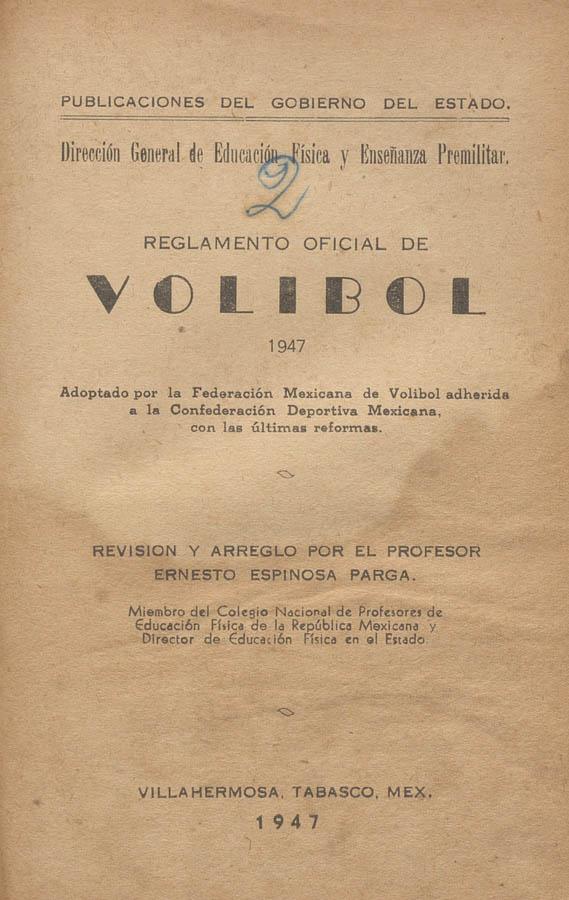 PUBLICACIONES DEL GOBIERNO DEL ESTADO.
Dirección General de Educación Física y Enseñanza Premilitar.
2
REGLAMENTO OFICIAL DE
VOLIBOL
1947
Adoptado por la Federación Mexicana de Volibol adherida
a la Confederación Deportiva Mexicana,
con las últimas reformas.
REVISION Y ARREGLO POR EL PROFESOR
ERNESTO ESPINOSA PARGA.
Miembro del Colegio Nacional de Profesores de
Educación Física de la República Mexicana y
Director de Educación Física en el Estado.
VILLAHERMOSA, TABASCO, MEX.
1947